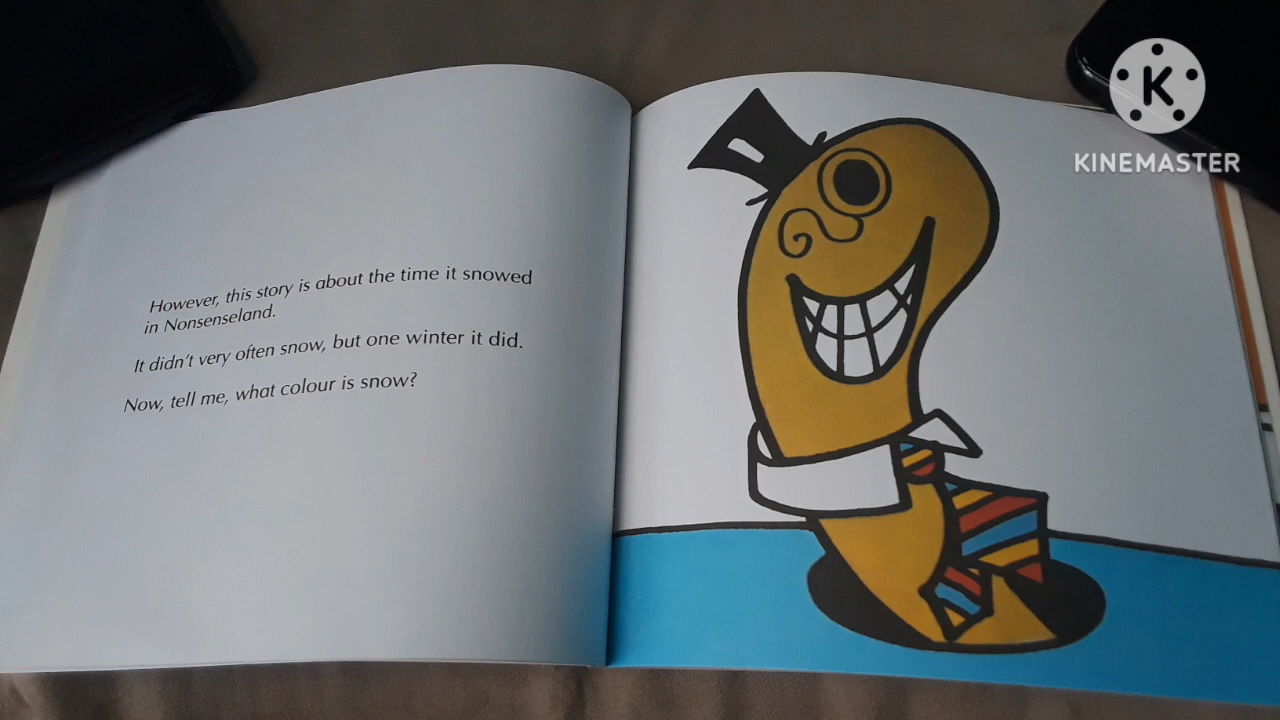 However, this story is about the time it snowed
in Nonsenseland.
It didn't very often snow, but one winter it did.
Now, tell me, what colour is snow?
K
KINEMASTER